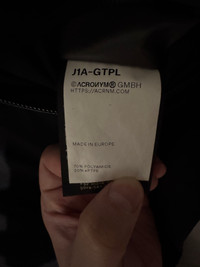 J1A-GTPL
©ACRONYM® GMBH
HTTPS://ACRNM.COM
MADE IN EUROPE